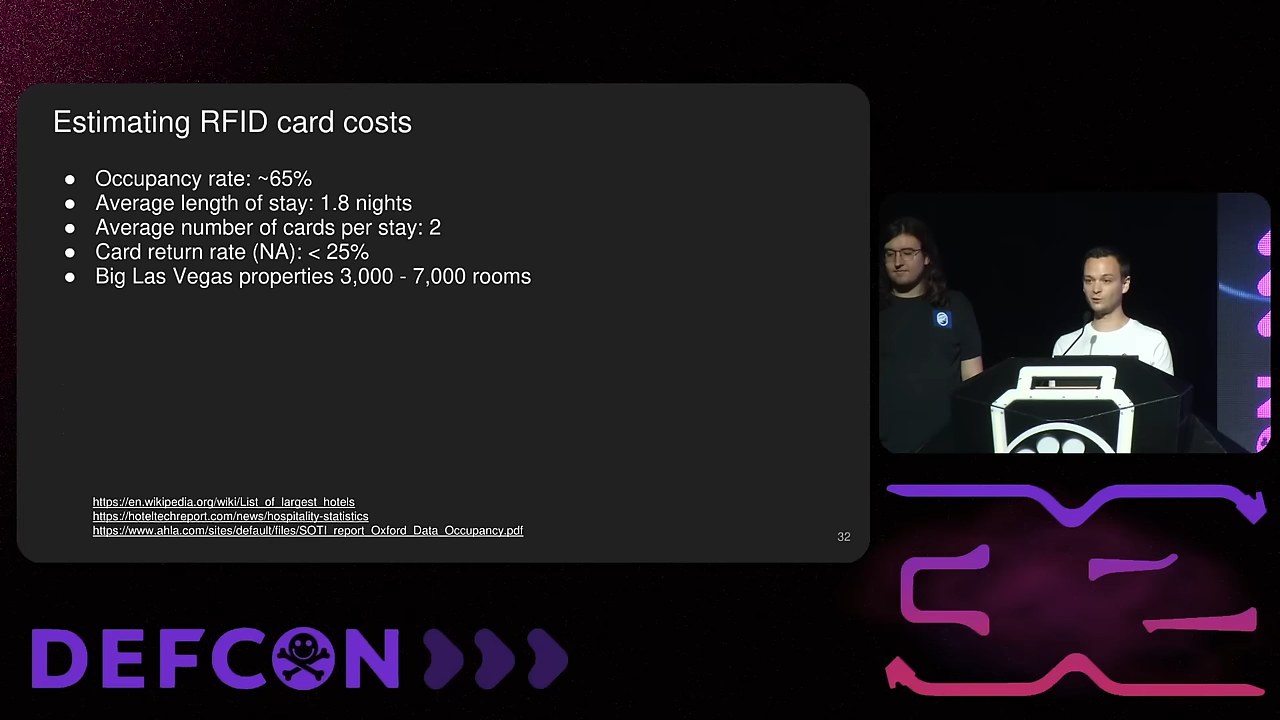 Estimating RFID card costs
● Occupancy rate: ~65%
● Average length of stay: 1.8 nights
● Average number of cards per stay: 2
● Card return rate (NA): < 25%
● Big Las Vegas properties 3,000 - 7,000 rooms
https://en.wikipedia.org/wiki/List_of_largest_hotels
https://hoteltechreport.com/news/hospitality-statistics
https://www.ahla.com/sites/default/files/SOTI_report_Oxford_Data_Occupancy.pdf
32
DEFCON